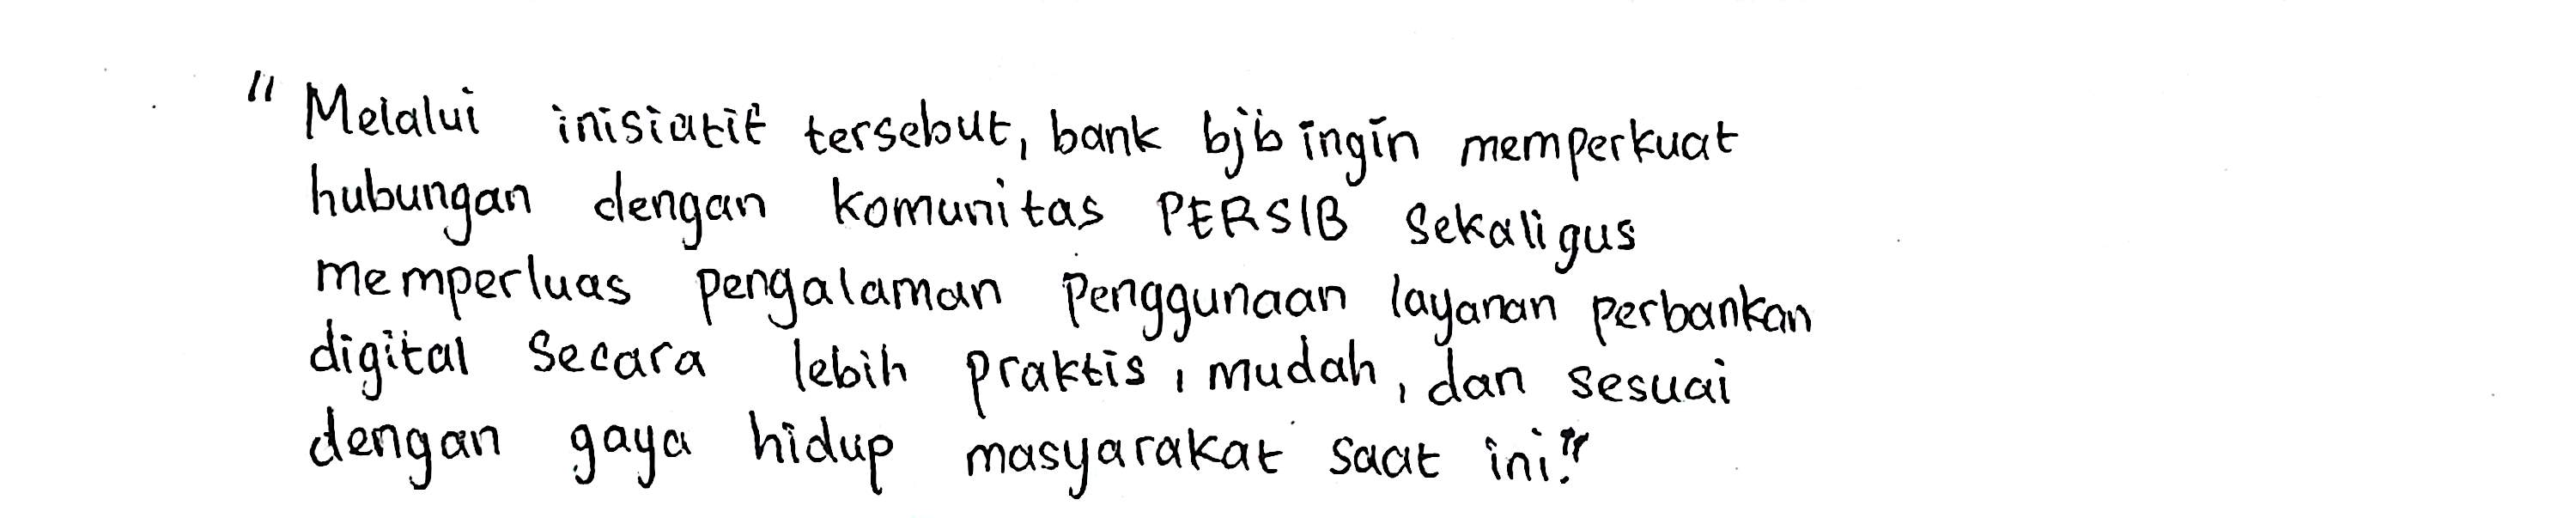 "Melalui inisiatif tersebut, bank bjb ingin memperkuat
hubungan dengan komunitas PERSIB sekaligus
memperluas pengalaman penggunaan layanan perbankan
digital secara lebih praktis, mudah, dan sesuai
dengan gaya hidup masyarakat saat ini."